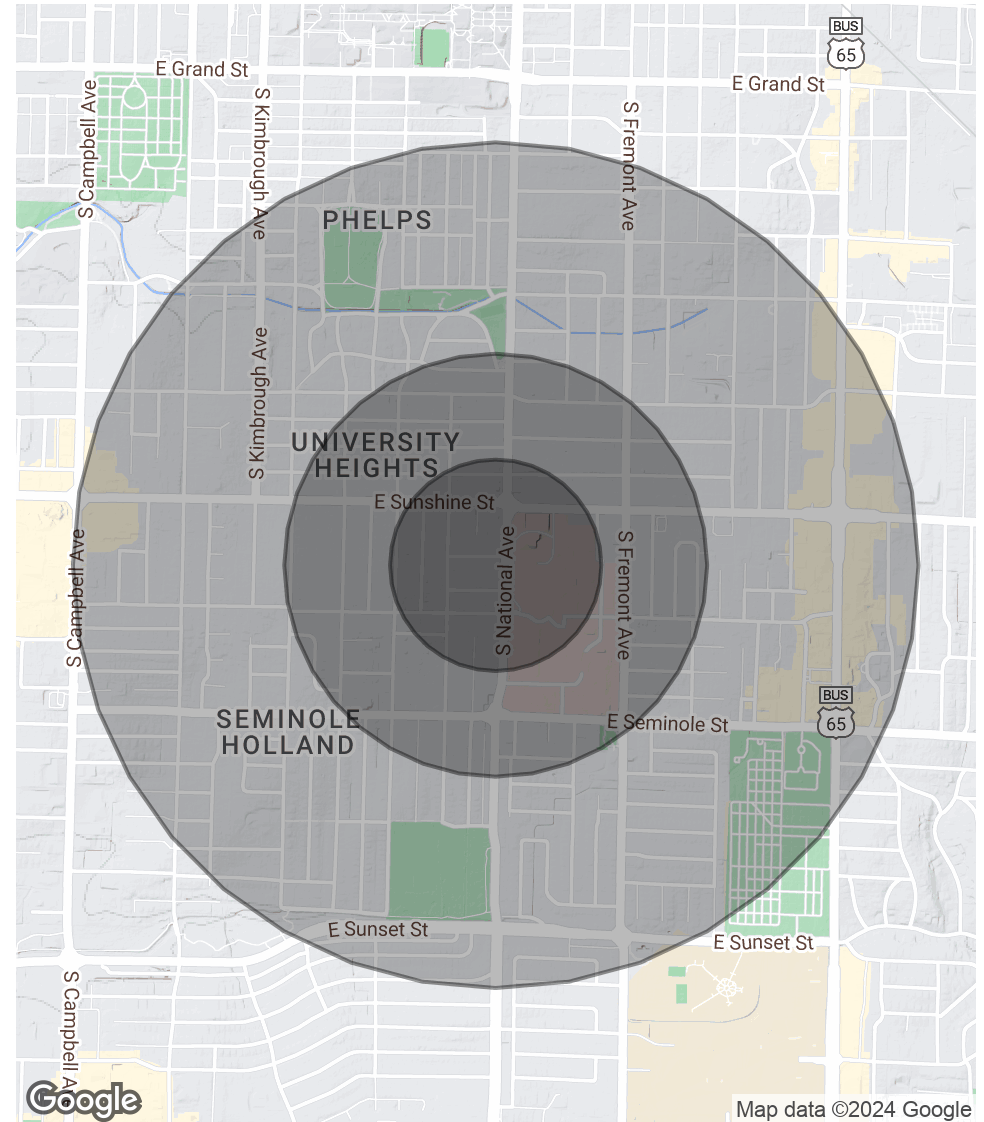 BUS
65
E Grand St
E Grand St
S Campbell Ave
S Kimbrough Ave
S Fremont Ave
PHELPS
S Kimbrough Ave
UNIVERSITY
HEIGHTS
E Sunshine St
S Campbell Ave
S National Ave
S Fremont Ave
BUS
65
SEMINOLE
HOLLAND
E Seminole St
E Sunset St
E Sunset St
S Campbell A
Google
Map data ©2024 Google